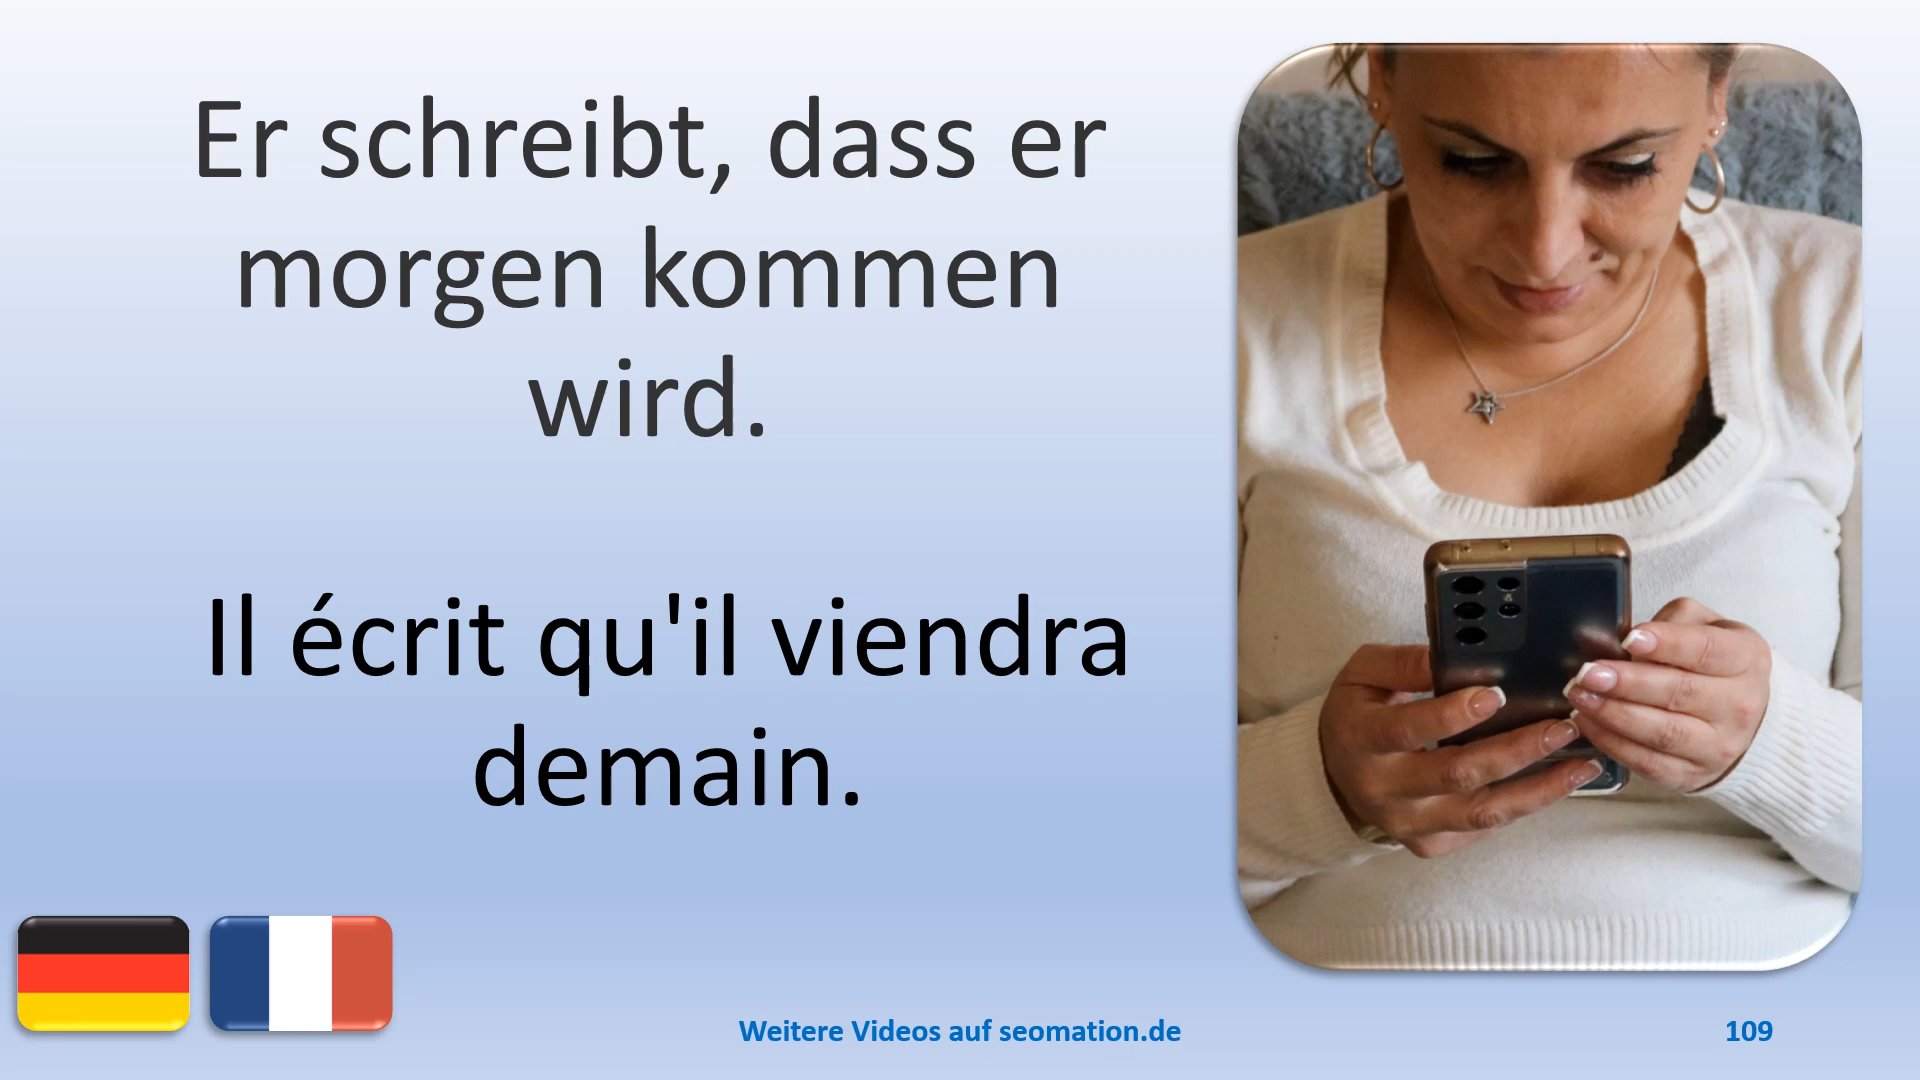 Er schreibt, dass er
morgen kommen
wird.
Il écrit qu'il viendra
demain.
Weitere Videos auf seomation.de
109